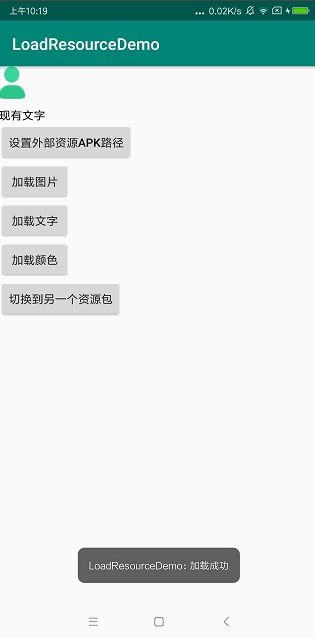 上午10:19 ... 0.02K/s
LoadResourceDemo
现有文字
设置外部资源APK路径
加载图片
加载文字
加载颜色
切换到另一个资源包
LoadResourceDemo: 加载成功